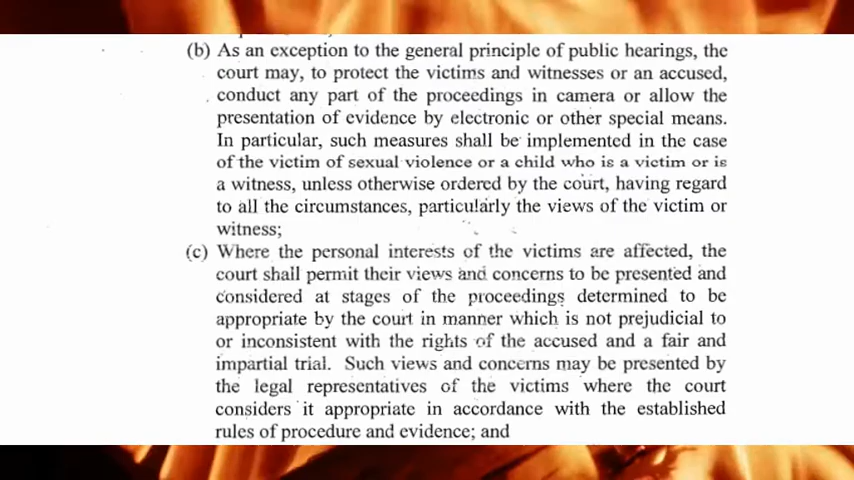 (b) As an exception to the general principle of public hearings, the
court may, to protect the victims and witnesses or an accused,
conduct any part of the proceedings in camera or allow the
presentation of evidence by electronic or other special means.
In particular, such measures shall be implemented in the case
of the victim of sexual violence or a child who is a victim or is
a witness, unless otherwise ordered by the court, having regard
to all the circumstances, particularly the views of the victim or
witness;
(c) Where the personal interests of the victims are affected, the
court shall permit their views and concerns to be presented and
considered at stages of the proceedings determined to be
appropriate by the court in manner which is not prejudicial to
or inconsistent with the rights of the accused and a fair and
impartial trial. Such views and concerns may be presented by
the legal representatives of the victims where the court
considers it appropriate in accordance with the established
rules of procedure and evidence; and